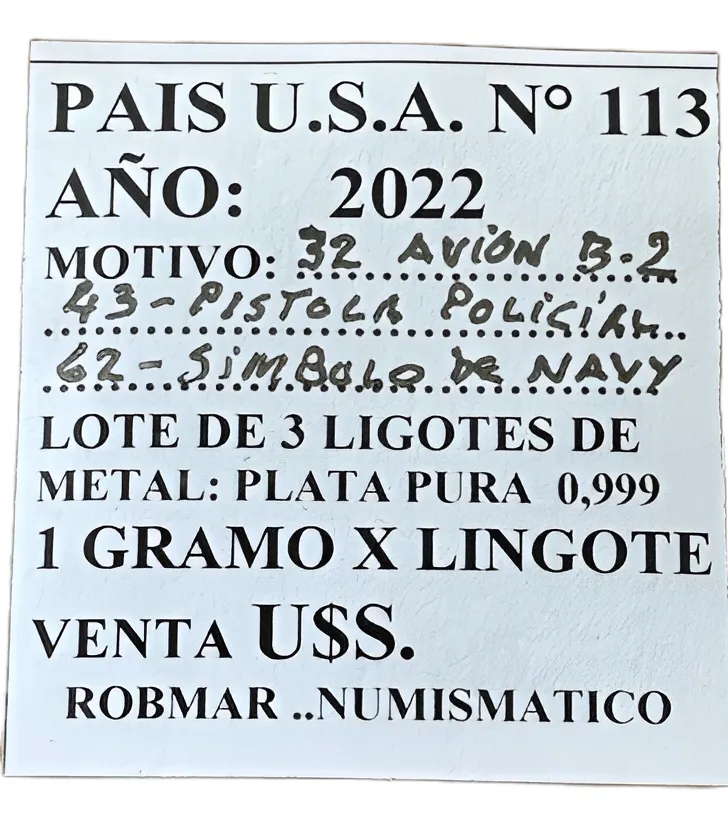 PAIS U.S.A. N° 113
AÑO: 2022
MOTIVO: 32 AVION B-2
43-PISTOLA POLICIAL
62-SIMBOLO DE NAVY
LOTE DE 3 LIGOTES DE
METAL: PLATA PURA 0,999
1 GRAMO X LINGOTE
VENTA U$S.
ROBMAR ..NUMISMATICO